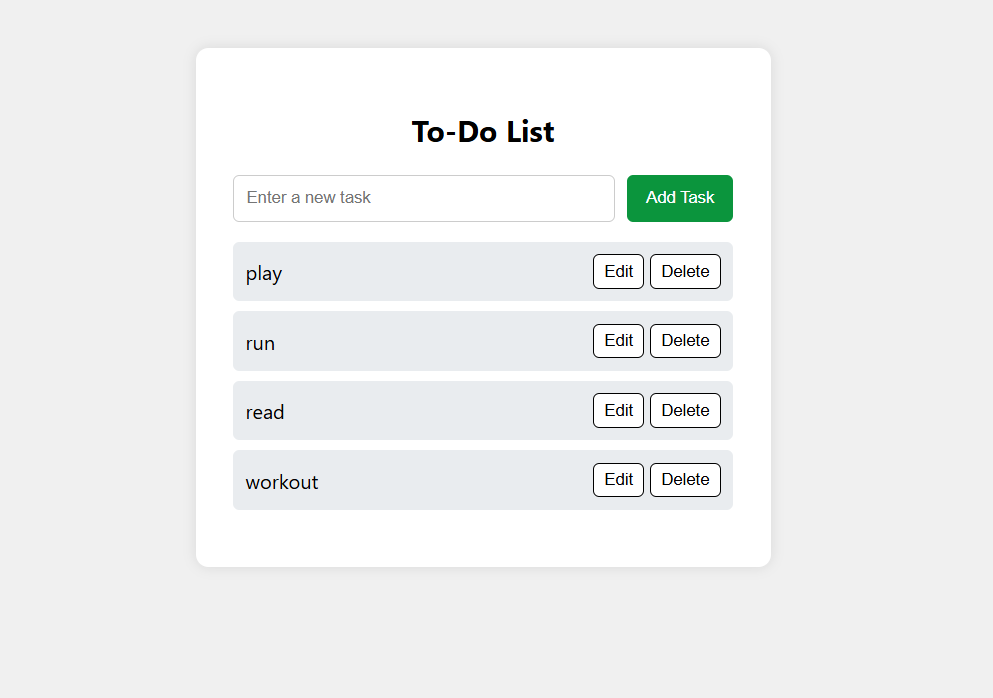 To-Do List
Enter a new task Add Task
play Edit Delete
run Edit Delete
read Edit Delete
workout Edit Delete